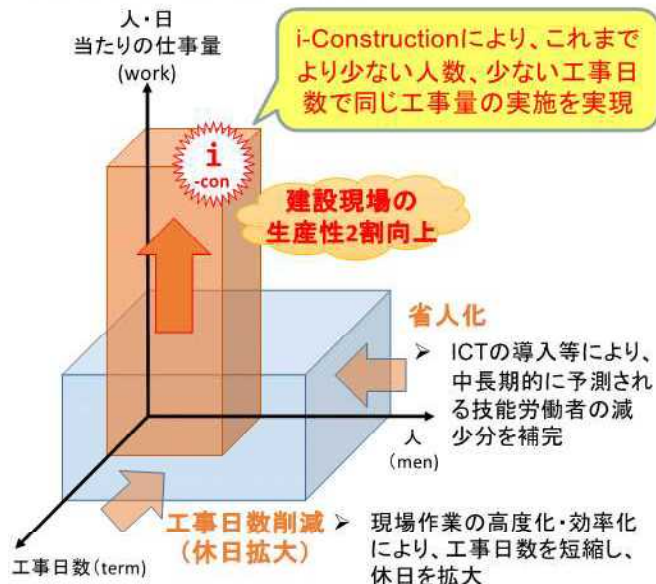 人・日
当たりの仕事量
(work)
i-Constructionにより、これまで
より少ない人数、少ない工事日
数で同じ工事量の実施を実現
i
-con
建設現場の
生産性2割向上
省人化
➢ ICTの導入等により、
中長期的に予測され
る技能労働者の減
少分を補完
人
(men)
工事日数削減
(休日拡大)
➢ 現場作業の高度化・効率化
により、工事日数を短縮し、
休日を拡大
工事日数(term)